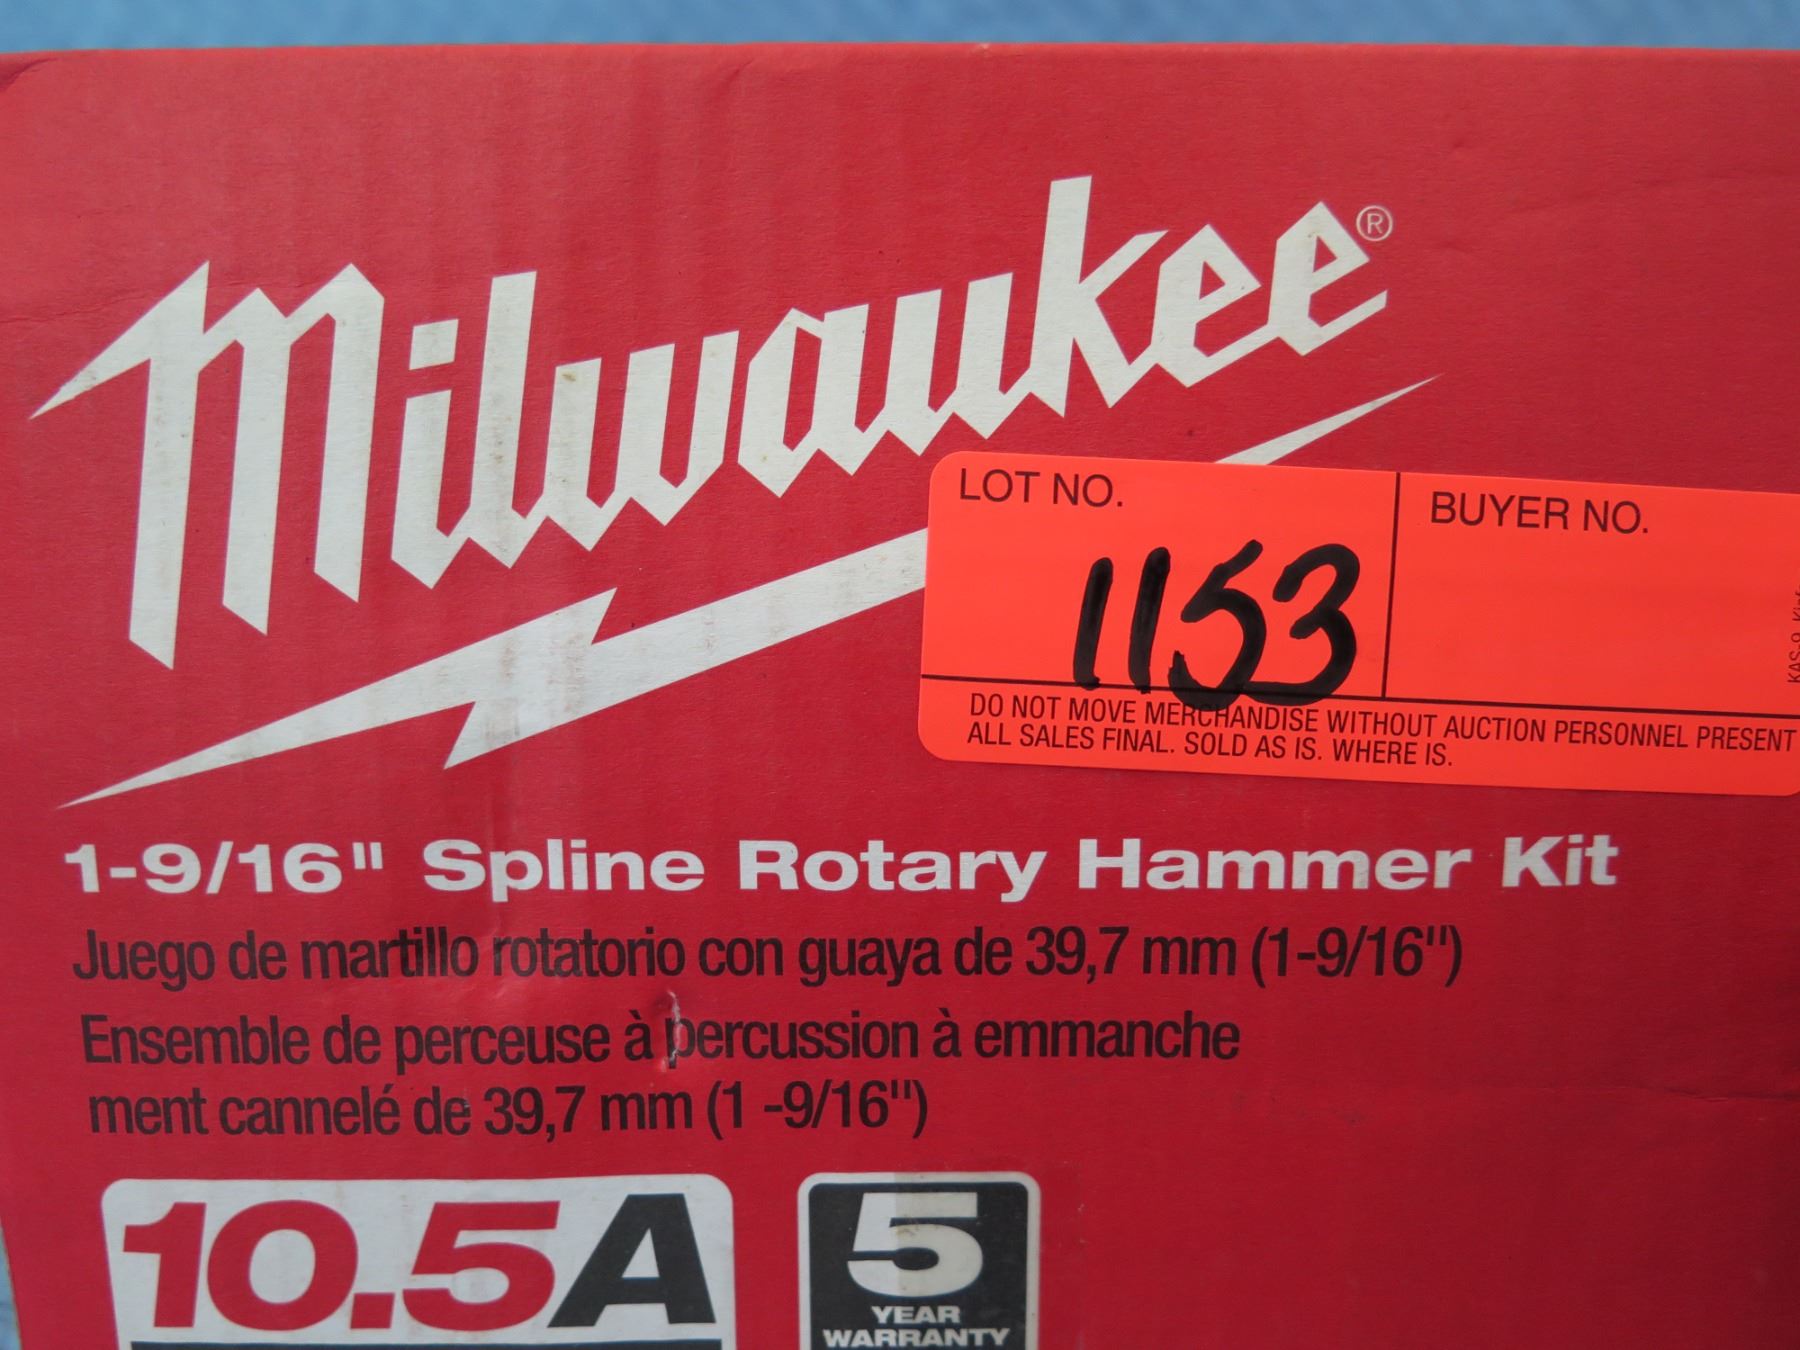 Milwaukee®
LOT NO.
BUYER NO.
1153
DO NOT MOVE MERCHANDISE WITHOUT AUCTION PERSONNEL PRESENT
ALL SALES FINAL. SOLD AS IS. WHERE IS.
1-9/16" Spline Rotary Hammer Kit
Juego de martillo rotatorio con guaya de 39,7 mm (1-9/16")
Ensemble de perceuse à percussion à emmanche
ment cannelé de 39,7 mm (1 -9/16")
10.5A
5
YEAR
WARRANTY